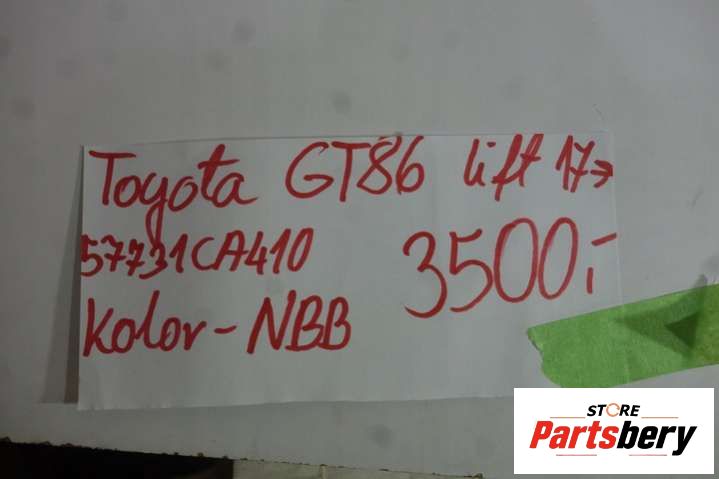 Toyota GT86 lift 17→
57731CA410
3500,-
Kolor-NBB
STORE
Partsbery